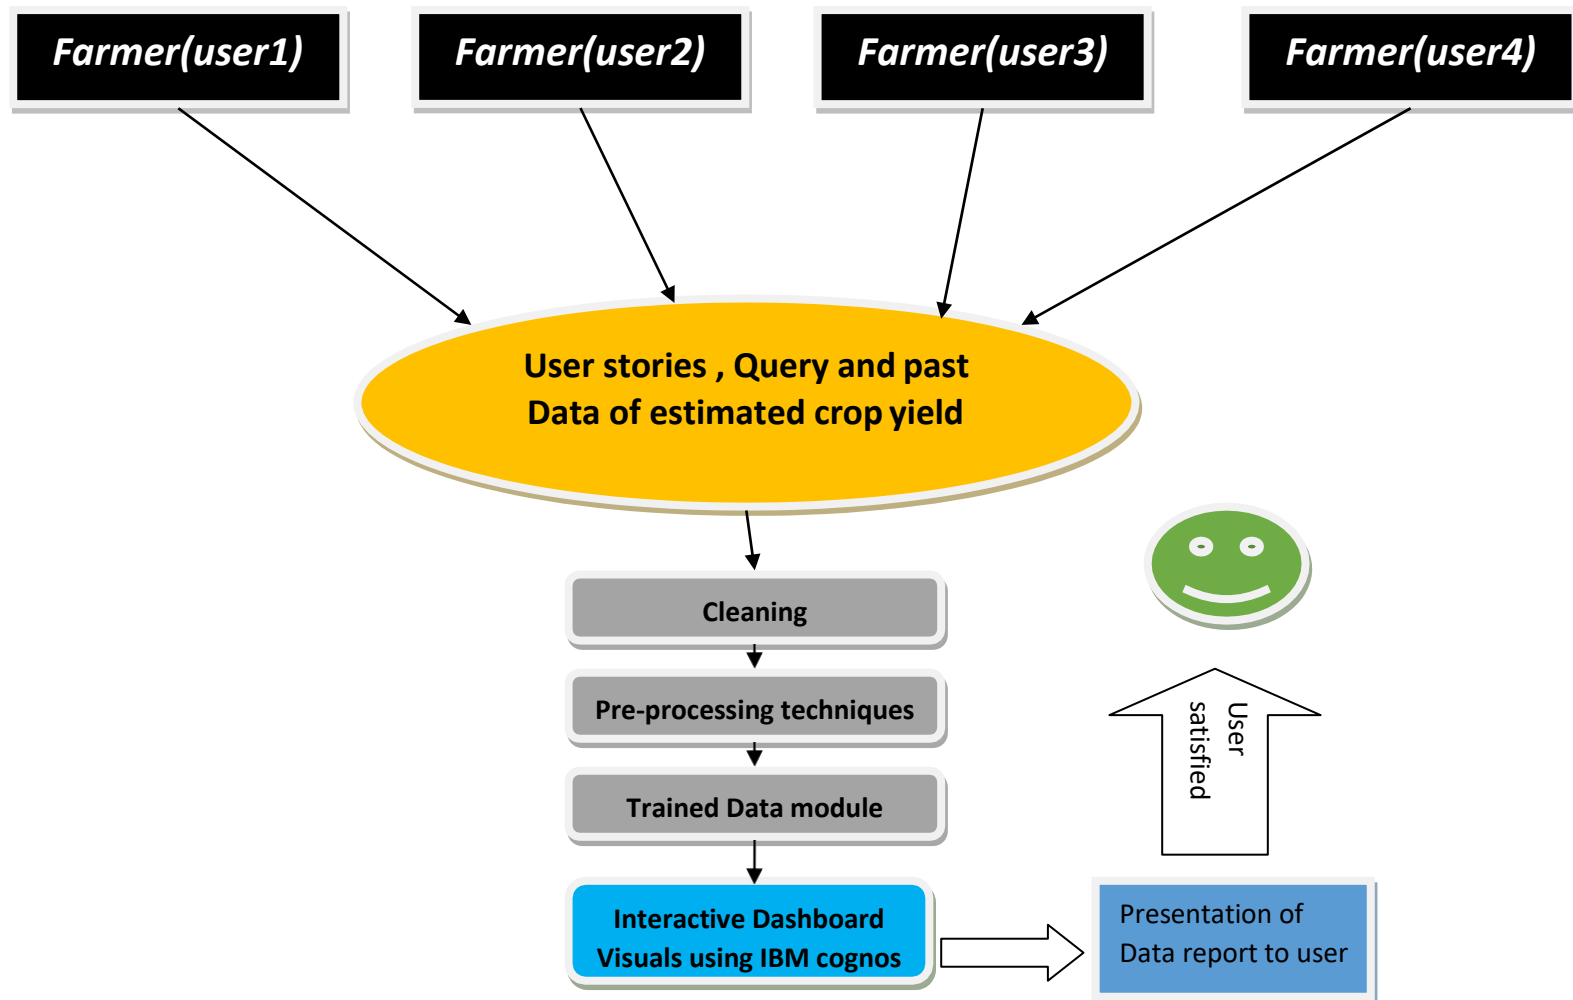 Farmer(user1)
Farmer(user2)
Farmer(user3)
Farmer(user4)
User stories , Query and past
Data of estimated crop yield
Cleaning
Pre-processing techniques
Trained Data module
Interactive Dashboard
Visuals using IBM cognos
Presentation of
Data report to user
User
satisfied